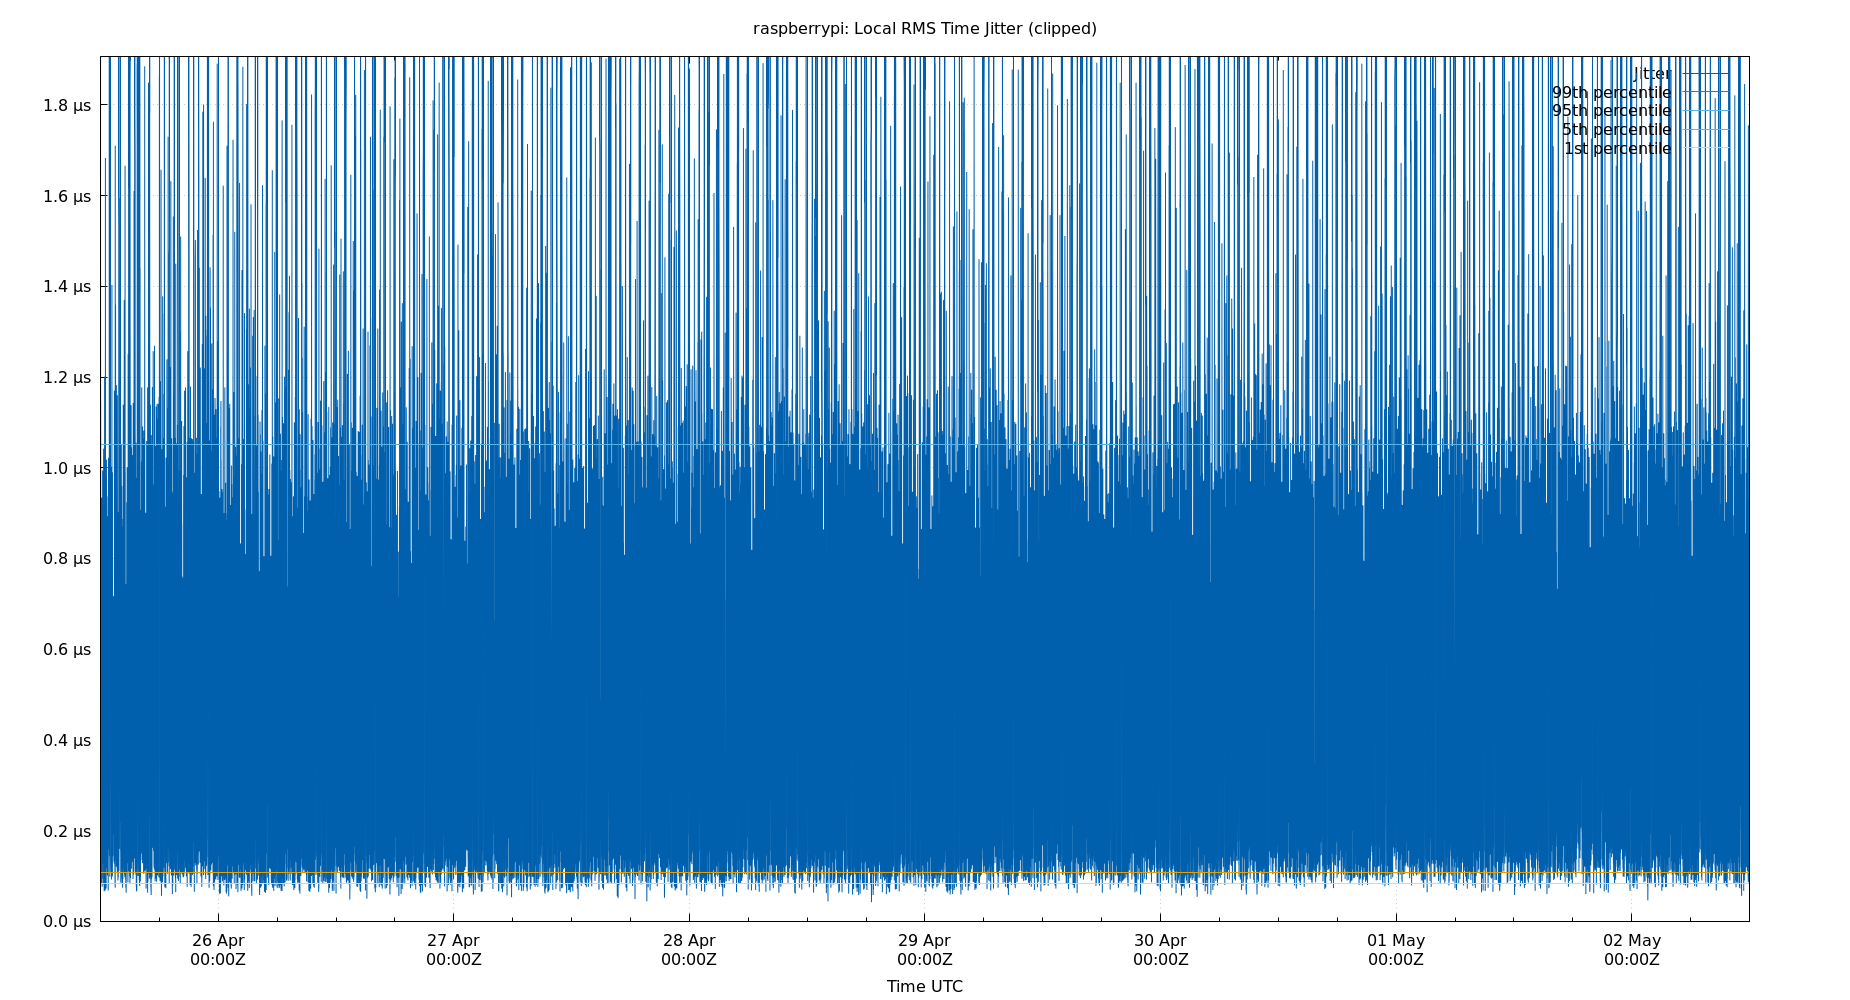 raspberrypi: Local RMS Time Jitter (clipped)
Jitter
99th percentile
95th percentile
5th percentile
1st percentile
1.8 µs
1.6 µs
1.4 µs
1.2 µs
1.0 µs
0.8 µs
0.6 µs
0.4 µs
0.2 µs
0.0 µs
26 Apr 27 Apr 28 Apr 29 Apr 30 Apr 01 May 02 May
00:00Z 00:00Z 00:00Z 00:00Z 00:00Z 00:00Z 00:00Z
Time UTC